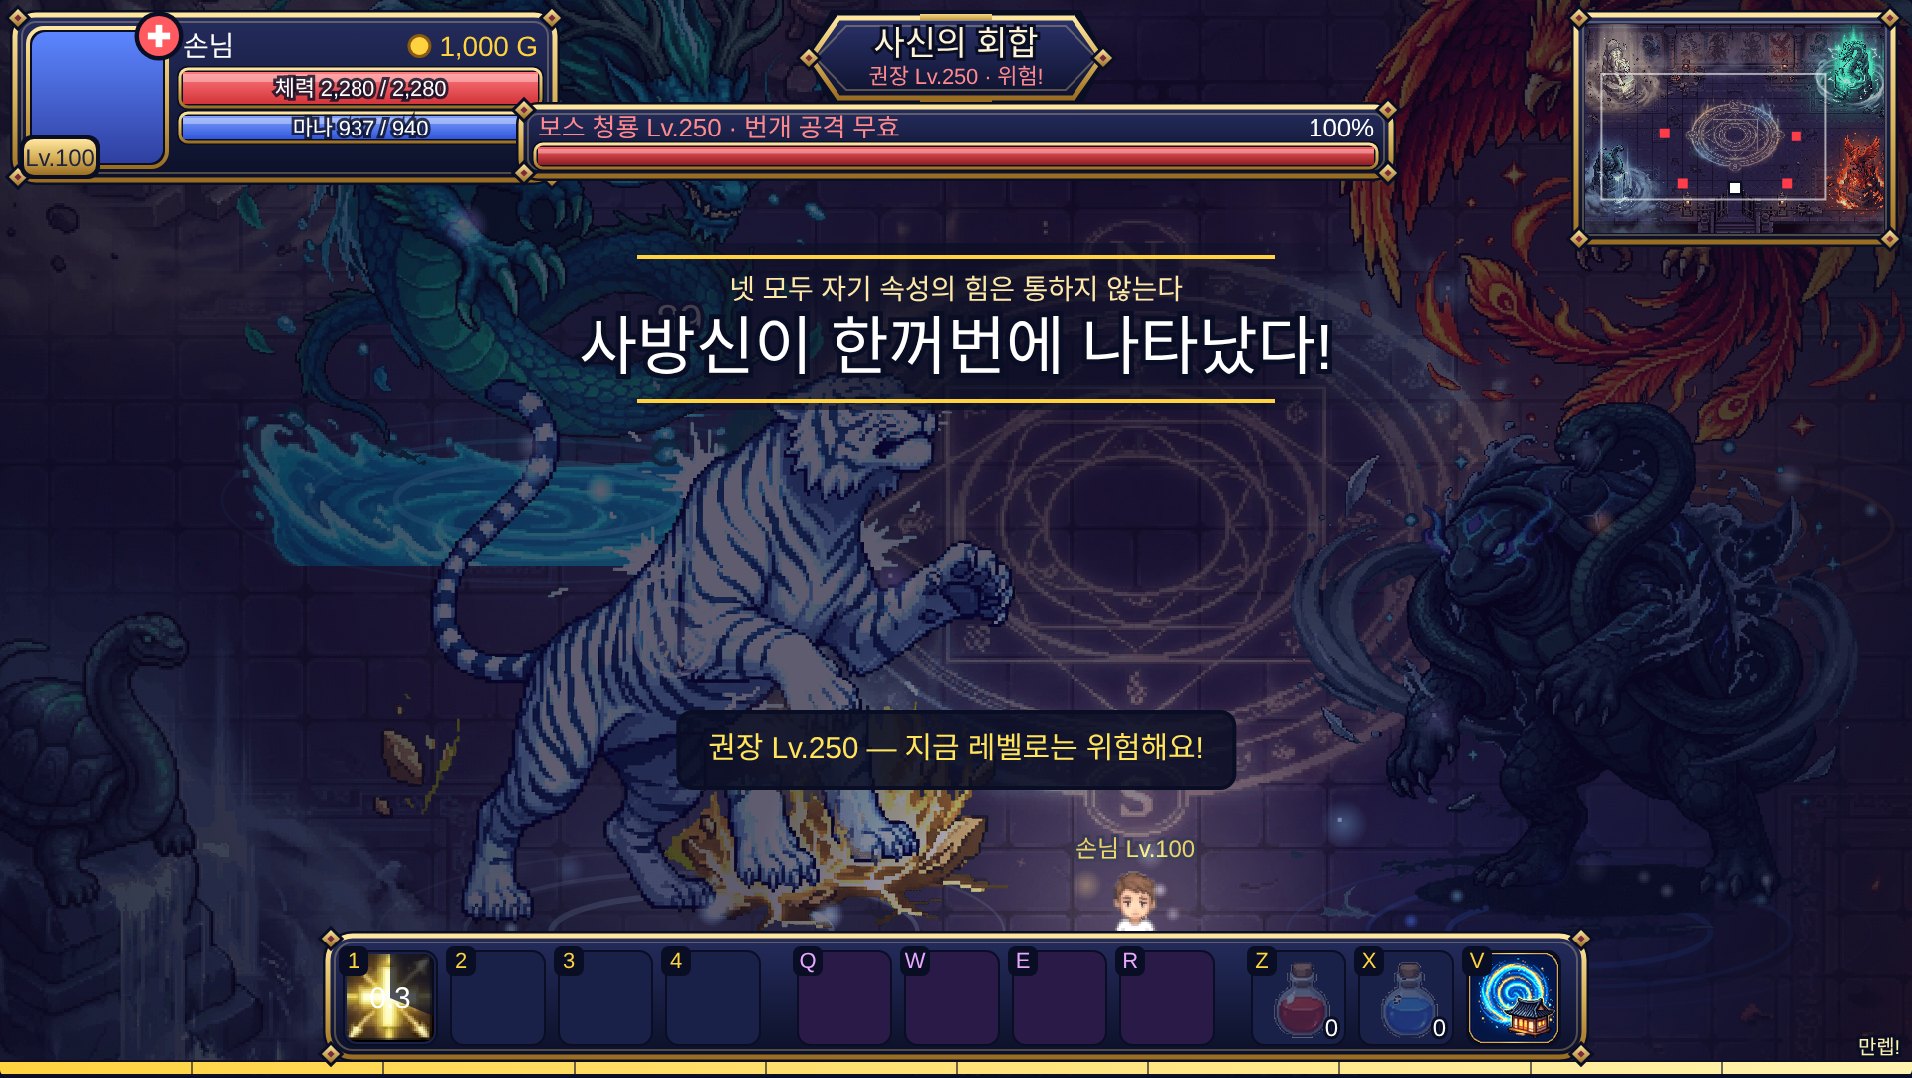 손님
1,000 G
체력 2,280 / 2,280
마나 937 / 940
Lv.100
사신의 회합
권장 Lv.250 · 위험!
보스 청룡 Lv.250 · 번개 공격 무효
100%
N
넷 모두 자기 속성의 힘은 통하지 않는다
사방신이 한꺼번에 나타났다!
권장 Lv.250 — 지금 레벨로는 위험해요!
S
손님 Lv.100
1
0.3
2
3
4
Q
W
E
R
Z
0
X
0
V
만렙!